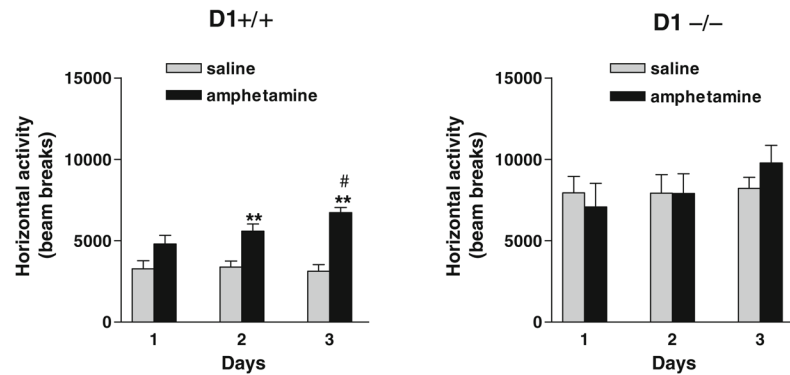 D1+/+
saline
amphetamine
Horizontal activity
(beam breaks)
15000
10000
5000
0
**
#
**
1 2 3
Days
D1 –/–
saline
amphetamine
Horizontal activity
(beam breaks)
15000
10000
5000
0
1 2 3
Days